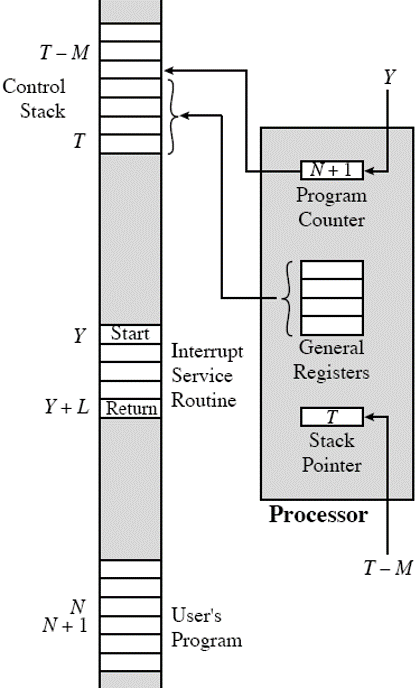 T – M
Control
Stack
T
Y
N + 1
Program
Counter
General
Registers
T
Stack
Pointer
Processor
T – M
Y
Start
Interrupt
Service
Routine
Y + L
Return
N
N + 1
User's
Program